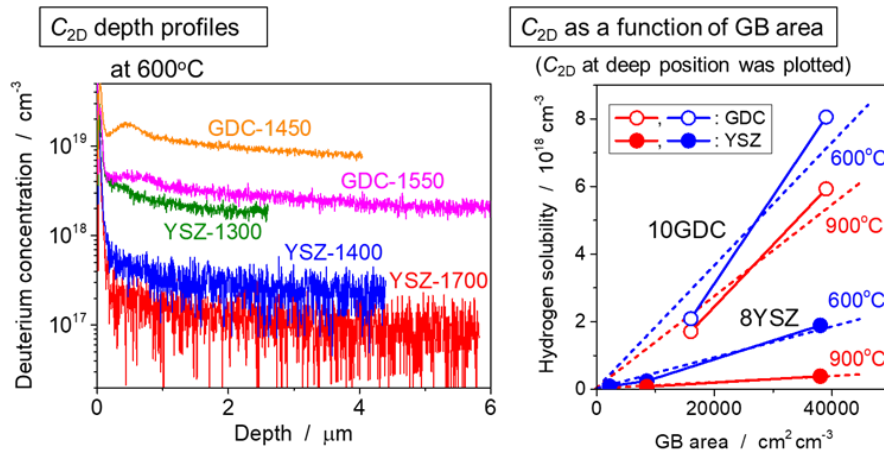 C2D depth profiles
at 600°C
Deuterium concentration / cm-3
10^19
10^18
10^17
GDC-1450
GDC-1550
YSZ-1300
YSZ-1400
YSZ-1700
0
2
4
6
Depth / μm
C2D as a function of GB area
(C2D at deep position was plotted)
Hydrogen solubility / 10^18 cm-3
8
6
4
2
0
, : GDC
, : YSZ
600°C
10GDC
900°C
600°C
8YSZ
900°C
0
20000
40000
GB area / cm2 cm-3